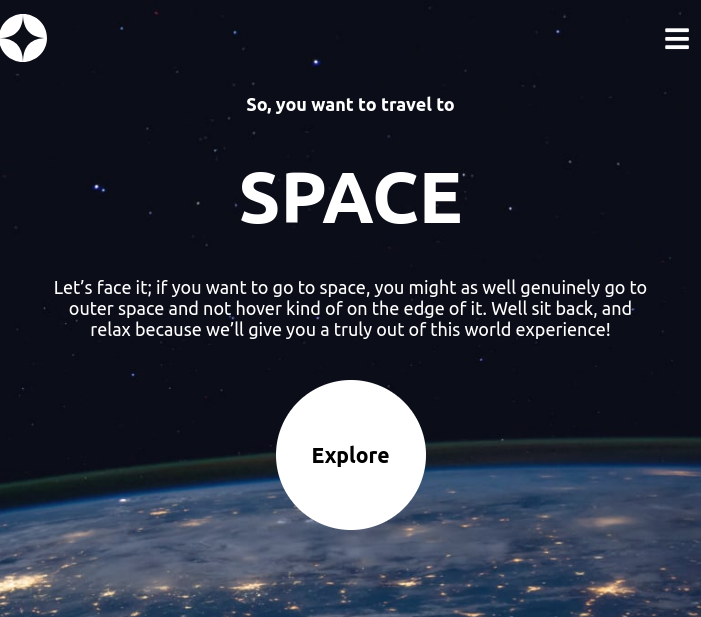 So, you want to travel to
SPACE
Let’s face it; if you want to go to space, you might as well genuinely go to
outer space and not hover kind of on the edge of it. Well sit back, and
relax because we’ll give you a truly out of this world experience!
Explore